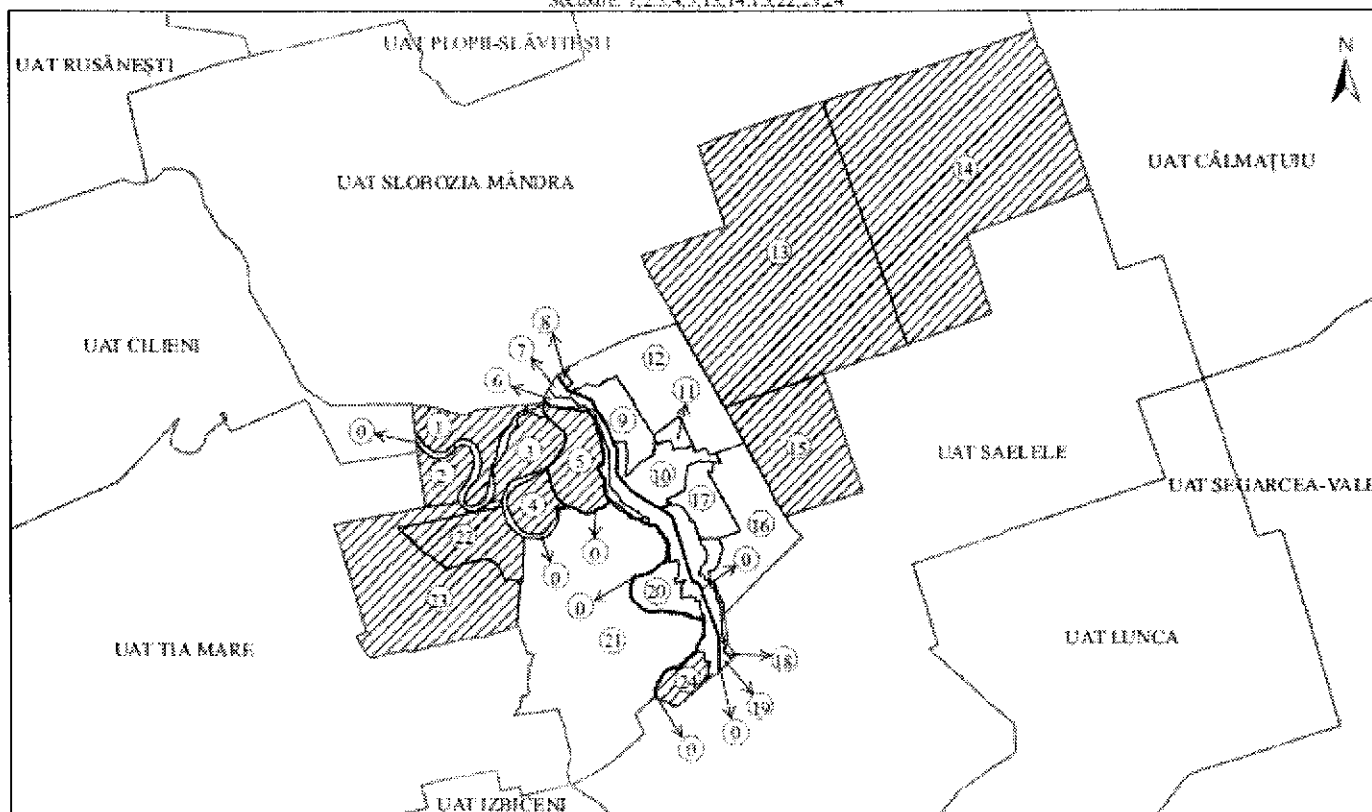 UAT PLOPII-SLĂVITEȘTI
UAT RUSĂNEȘTI
N
UAT CĂLMAȚUIU
14
UAT SLOBOZIA MÂNDRA
13
8
UAT CILIENI
7
12
6
11
1
9
0
3
5
15
UAT SAELELE
2
10
17
UAT SEGARCEA-VALE
4
22
16
0
0
0
23
20
0
UAT LUNCA
21
UAT TIA MARE
18
24
19
0
0
UAT IZBICENI